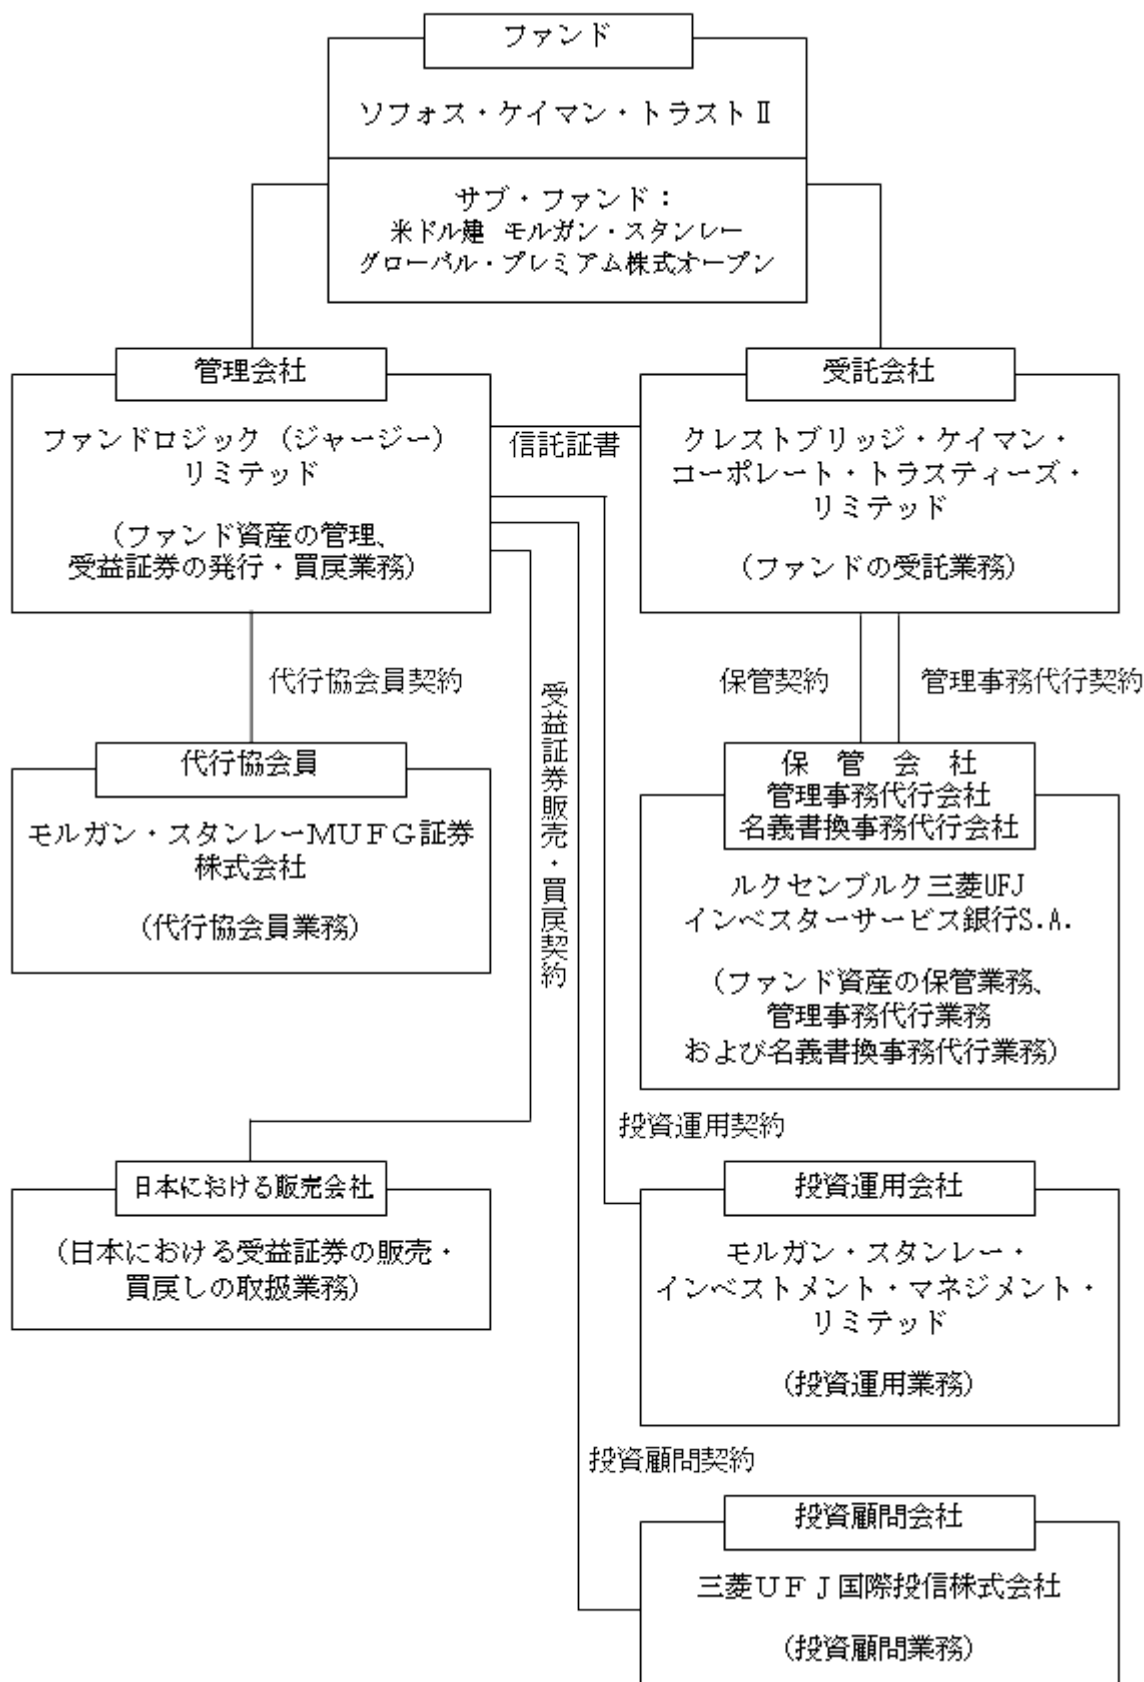 ファンド
ソフォス・ケイマン・トラストⅡ
サブ・ファンド：
米ドル建 モルガン・スタンレー
グローバル・プレミアム株式オープン
管理会社
ファンドロジック（ジャージー）
リミテッド
（ファンド資産の管理、
受益証券の発行・買戻業務）
信託証書
受託会社
クレストブリッジ・ケイマン・
コーポレート・トラスティーズ・
リミテッド
（ファンドの受託業務）
代行協会員契約
受益証券販売・買戻契約
保管契約
管理事務代行契約
代行協会員
モルガン・スタンレーＭＵＦＧ証券
株式会社
（代行協会員業務）
保　管　会　社
管理事務代行会社
名義書換事務代行会社
ルクセンブルク三菱UFJ
インベスターサービス銀行S.A.
（ファンド資産の保管業務、
管理事務代行業務
および名義書換事務代行業務）
投資運用契約
日本における販売会社
（日本における受益証券の販売・
買戻しの取扱業務）
投資運用会社
モルガン・スタンレー・
インベストメント・マネジメント・
リミテッド
（投資運用業務）
投資顧問契約
投資顧問会社
三菱ＵＦＪ国際投信株式会社
（投資顧問業務）